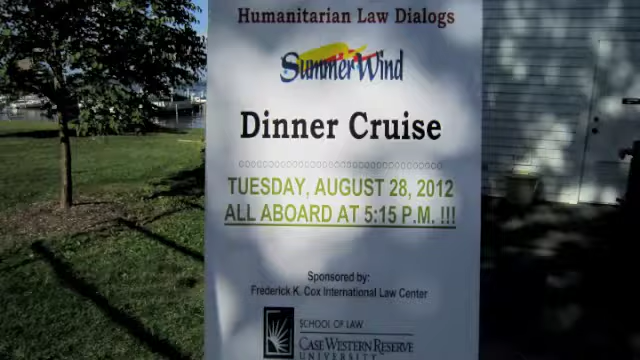 Humanitarian Law Dialogs
SummerWind
Dinner Cruise
TUESDAY, AUGUST 28, 2012
ALL ABOARD AT 5:15 P.M. !!!
Sponsored by:
Frederick K. Cox International Law Center
SCHOOL OF LAW
CASE WESTERN RESERVE
UNIVERSITY